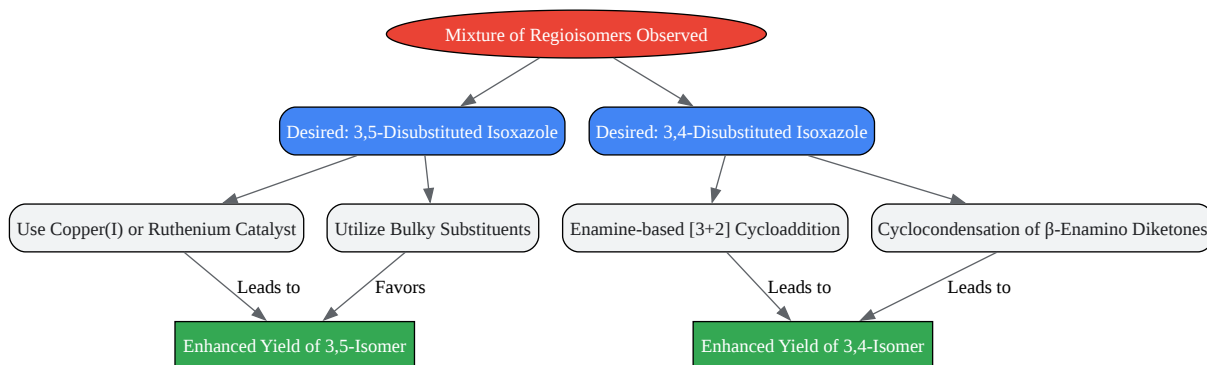 Mixture of Regioisomers Observed
Desired: 3,5-Disubstituted Isoxazole
Desired: 3,4-Disubstituted Isoxazole
Use Copper(I) or Ruthenium Catalyst
Utilize Bulky Substituents
Enamine-based [3+2] Cycloaddition
Cyclocondensation of β-Enamino Diketones
Leads to
Favors
Leads to
Leads to
Enhanced Yield of 3,5-Isomer
Enhanced Yield of 3,4-Isomer